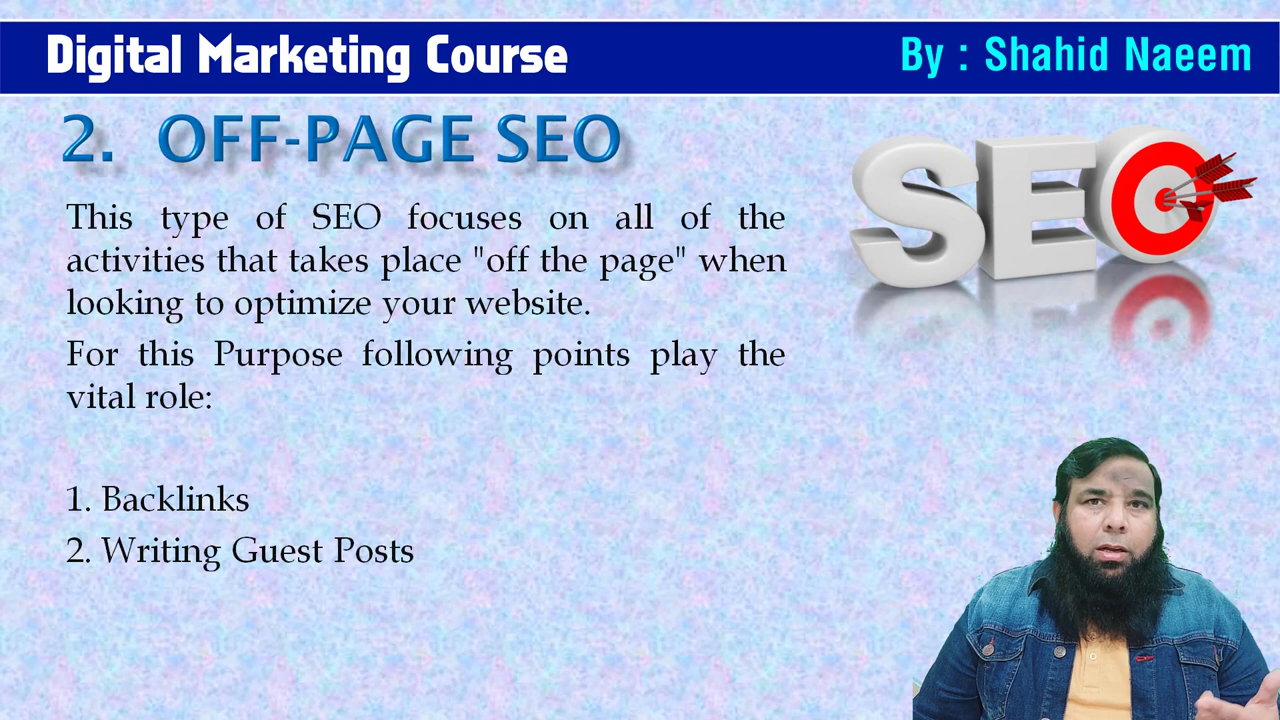 Digital Marketing Course
By : Shahid Naeem
2. OFF-PAGE SEO
SEO
This type of SEO focuses on all of the
activities that takes place "off the page" when
looking to optimize your website.
For this Purpose following points play the
vital role:
1. Backlinks
2. Writing Guest Posts